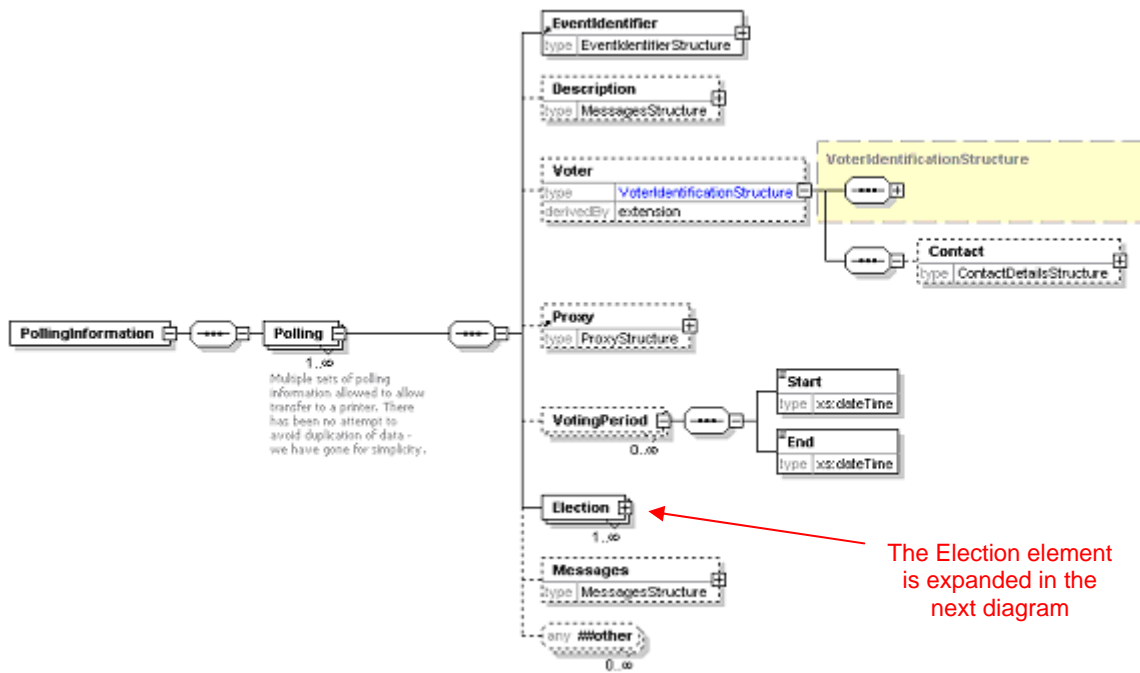 EventIdentifier
type EventIdentifierStructure
Description
type MessagesStructure
Voter
type VoterIdentificationStructure
derivedBy extension
VoterIdentificationStructure
Contact
type ContactDetailsStructure
PollingInformation
Polling
1..∞
Multiple sets of polling
information allowed to allow
transfer to a printer. There
has been no attempt to
avoid duplication of data -
we have gone for simplicity.
Proxy
type ProxyStructure
VotingPeriod
0..∞
Start
type xs:dateTime
End
type xs:dateTime
Election
1..∞
The Election element
is expanded in the
next diagram
Messages
type MessagesStructure
any ##other
0..∞